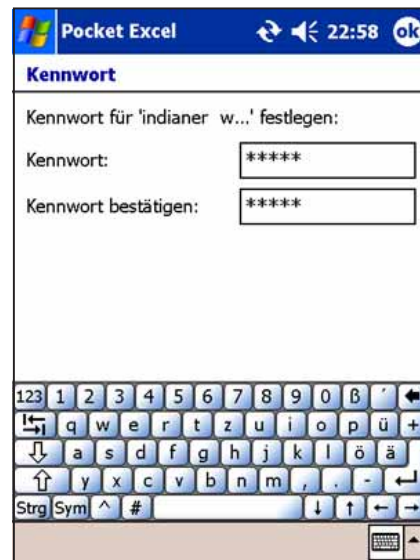 Pocket Excel 22:58 ok
Kennwort
Kennwort für 'indianer w...' festlegen:
Kennwort: *****
Kennwort bestätigen: *****
123 1 2 3 4 5 6 7 8 9 0 ß ´
q w e r t z u i o p ü +
a s d f g h j k l ö ä
y x c v b n m , . -
Strg Sym ^ #